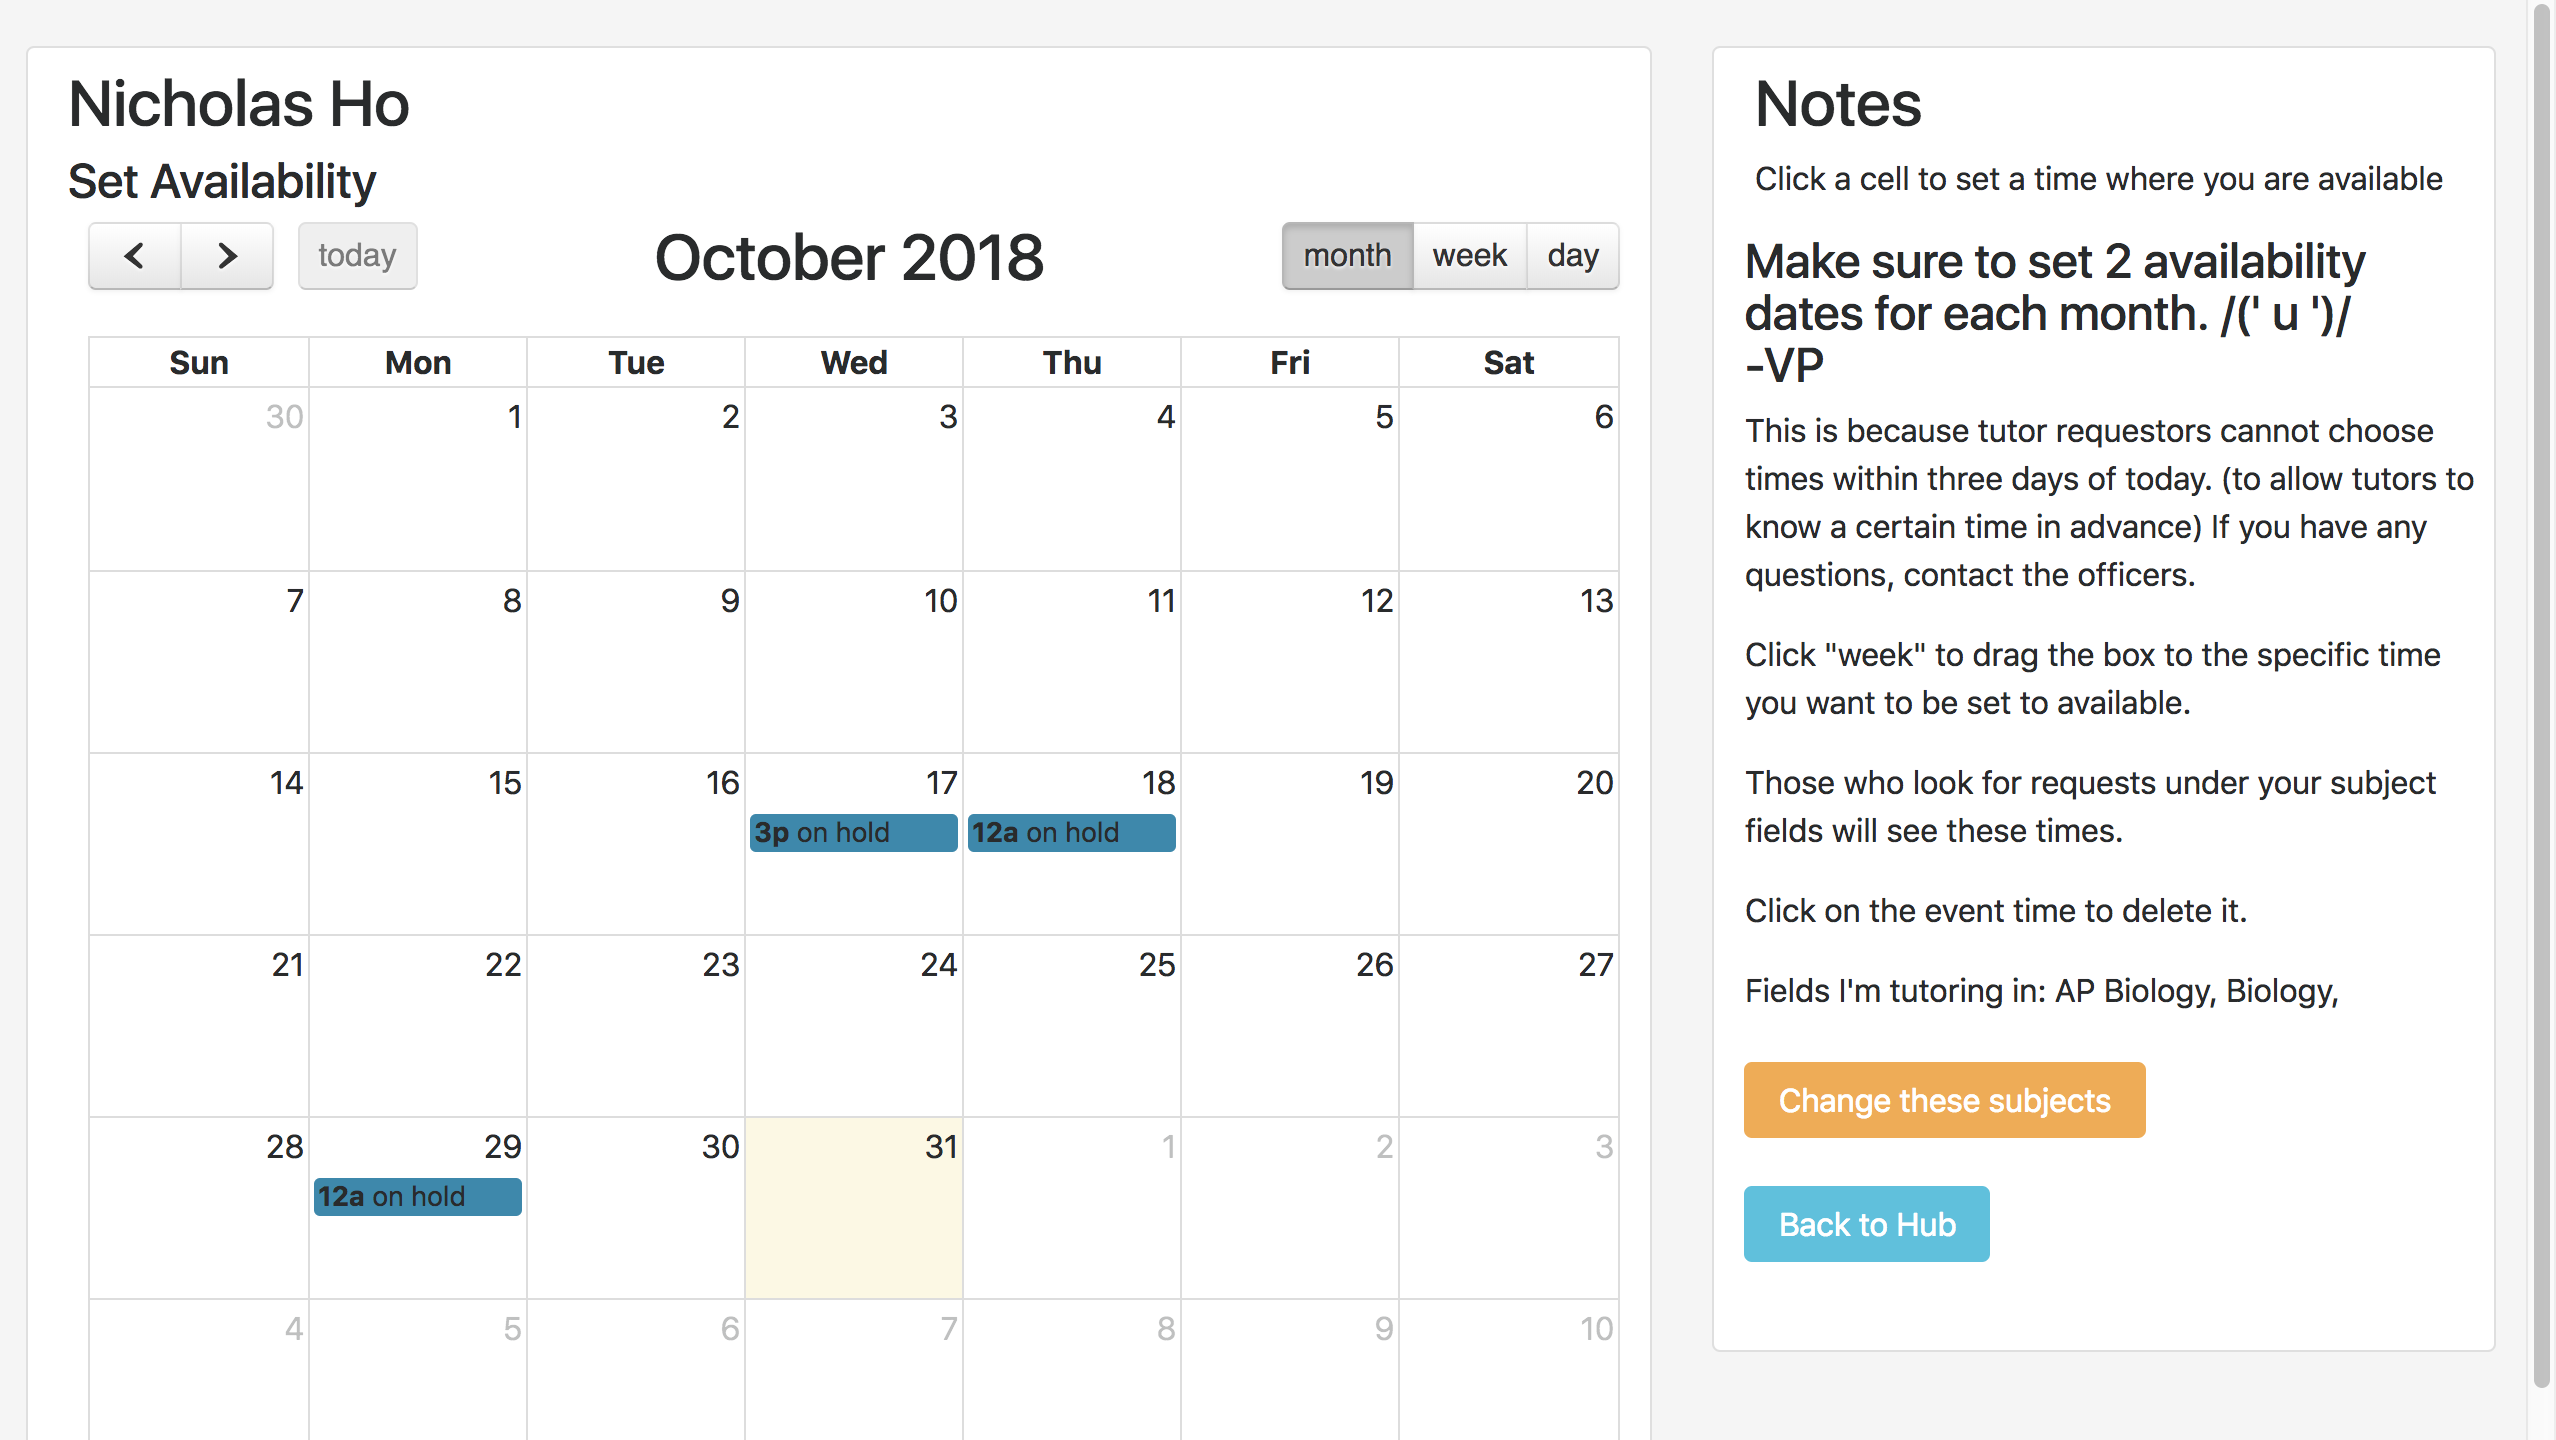 Nicholas Ho
Set Availability
today
October 2018
month week day
Sun Mon Tue Wed Thu Fri Sat
30 1 2 3 4 5 6
7 8 9 10 11 12 13
14 15 16 17 18 19 20
3p on hold 12a on hold
21 22 23 24 25 26 27
28 29 30 31 1 2 3
12a on hold
4 5 6 7 8 9 10
Notes
Click a cell to set a time where you are available
Make sure to set 2 availability
dates for each month. /(' u ')/
-VP
This is because tutor requestors cannot choose
times within three days of today. (to allow tutors to
know a certain time in advance) If you have any
questions, contact the officers.
Click "week" to drag the box to the specific time
you want to be set to available.
Those who look for requests under your subject
fields will see these times.
Click on the event time to delete it.
Fields I'm tutoring in: AP Biology, Biology,
Change these subjects
Back to Hub